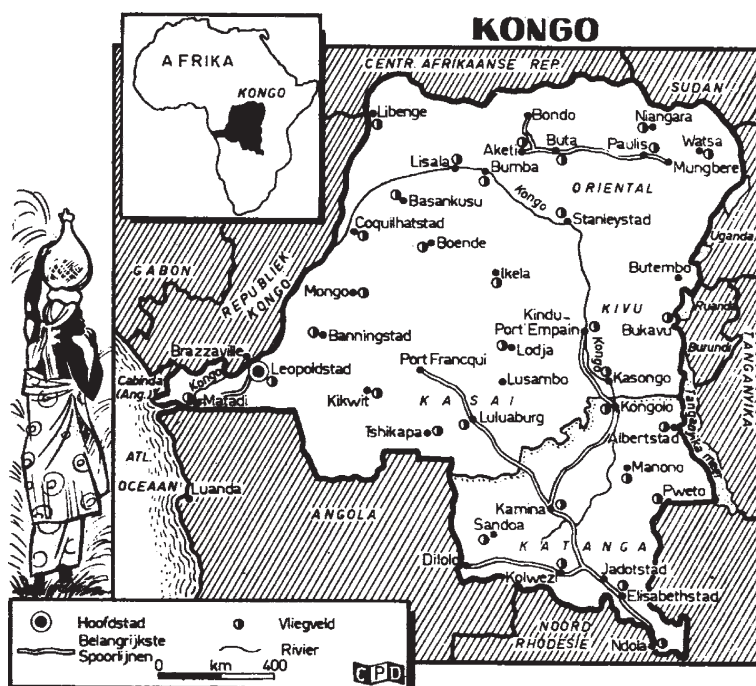 KONGO
AFRIKA
KONGO
CENTR. AFRIKAANSE REP.
SUDAN
Libenge
Bondo
Niangara
Aketi
Buta
Paulis
Watsa
Mungbere
Lisala
Bumba
Basankusu
Kongo
ORIENTAL
Stanleystad
Coquilhatstad
Boende
Uganda
GABON
REPUBLIEK
KONGO
Ikela
Butembo
Mongo
KIVU
Ruanda
Kindu
Port Empain
Bukavu
Banningstad
Lodja
Kongo
Burundi
TANGANYIKA
Brazzaville
Leopoldstad
Port Francqui
Cabinda
(Ang.)
Kongo
Matadi
Lusambo
Kasongo
Kikwit
KASAI
Kongolo
Luluaburg
Tshikapa
Albertstad
Tanganjika meer
ATL.
OCEAAN
Luanda
Manono
Pweto
ANGOLA
Kamina
Sandoa
KATANGA
Dilolo
Kolwezi
Jadotstad
Elisabethstad
NOORD
RHODESIE
Ndola
Hoofdstad
Vliegveld
Belangrijkste
Spoorlijnen
Rivier
0 km 400
CPD